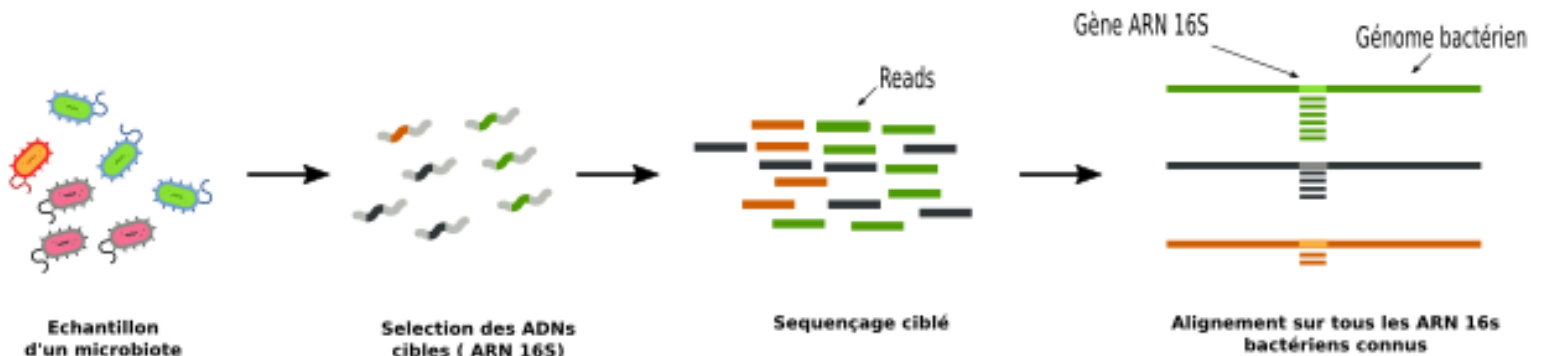 Gène ARN 16S
Génome bactérien
Reads
Echantillon
d'un microbiote
Selection des ADNs
cibles ( ARN 16S)
Sequençage ciblé
Alignement sur tous les ARN 16s
bactériens connus